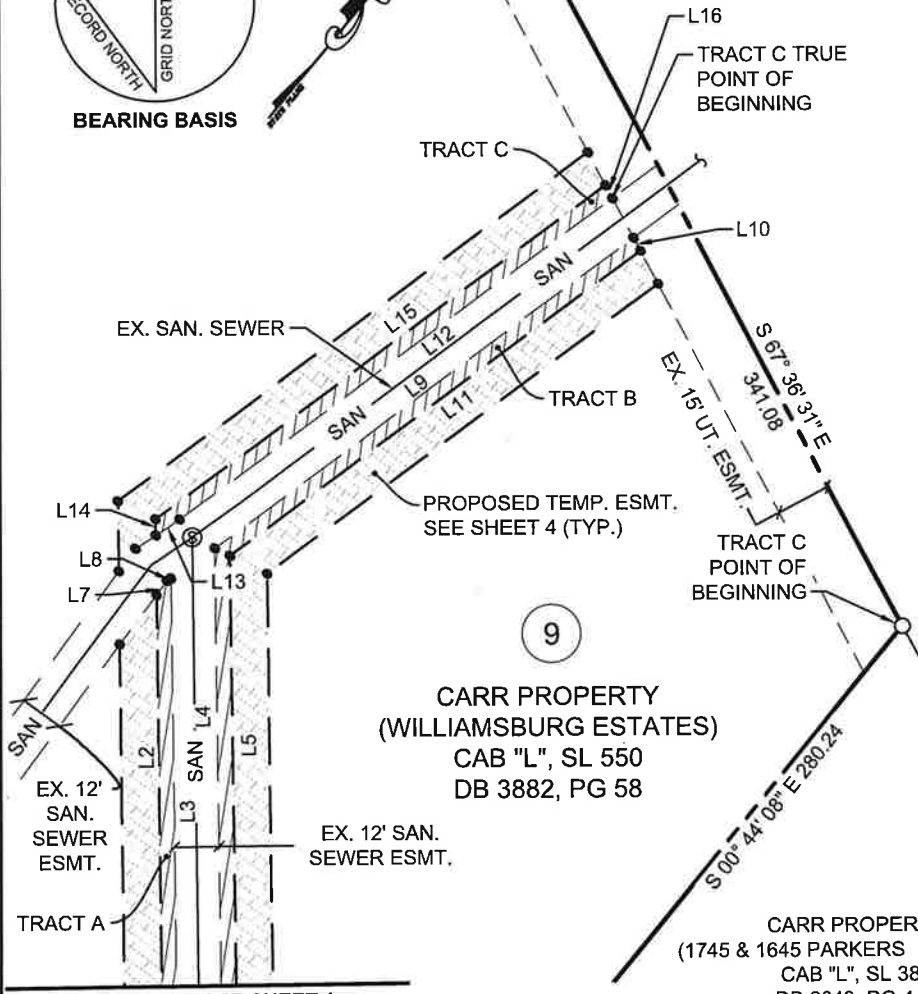 RECORD NORTH
GRID NORTH
BEARING BASIS
STATE PLANE
L16
TRACT C TRUE
POINT OF
BEGINNING
TRACT C
L10
SAN
L15
L12
EX. SAN. SEWER
L9
SAN
L11
TRACT B
S 67° 36' 31" E
341.08
EX. 15' UT. ESMT.
PROPOSED TEMP. ESMT.
SEE SHEET 4 (TYP.)
L14
L8
L7
L13
TRACT C
POINT OF
BEGINNING
9
CARR PROPERTY
(WILLIAMSBURG ESTATES)
CAB "L", SL 550
DB 3882, PG 58
SAN
L2
L4
SAN
L3
L5
EX. 12'
SAN.
SEWER
ESMT.
EX. 12' SAN.
SEWER ESMT.
TRACT A
S 00° 44' 08" E 280.24
CARR PROPER
(1745 & 1645 PARKERS
CAB "L", SL 38